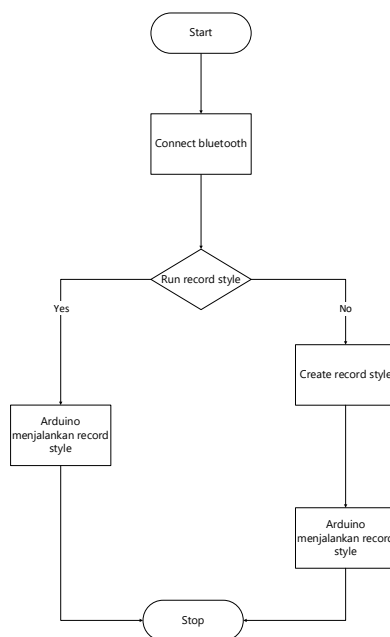 Start
Connect bluetooth
Run record style
Yes
No
Create record style
Arduino
menjalankan record
style
Arduino
menjalankan record
style
Stop